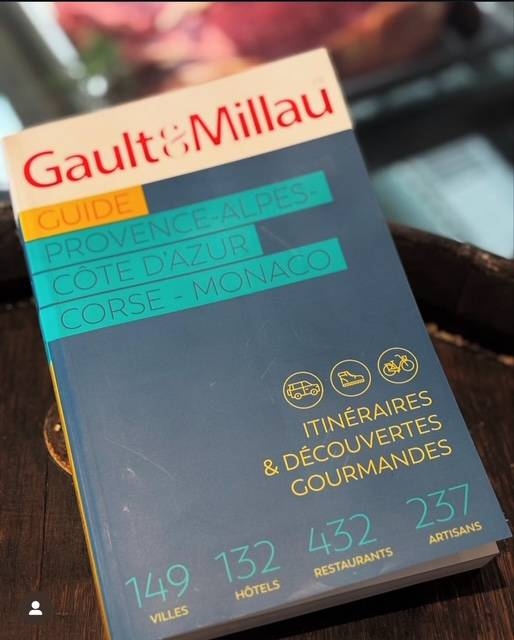 Gault&Millau
GUIDE
PROVENCE-ALPES-
CÔTE D'AZUR
CORSE - MONACO
ITINÉRAIRES
& DÉCOUVERTES
GOURMANDES
149 132 432 237
VILLES HÔTELS RESTAURANTS ARTISANS